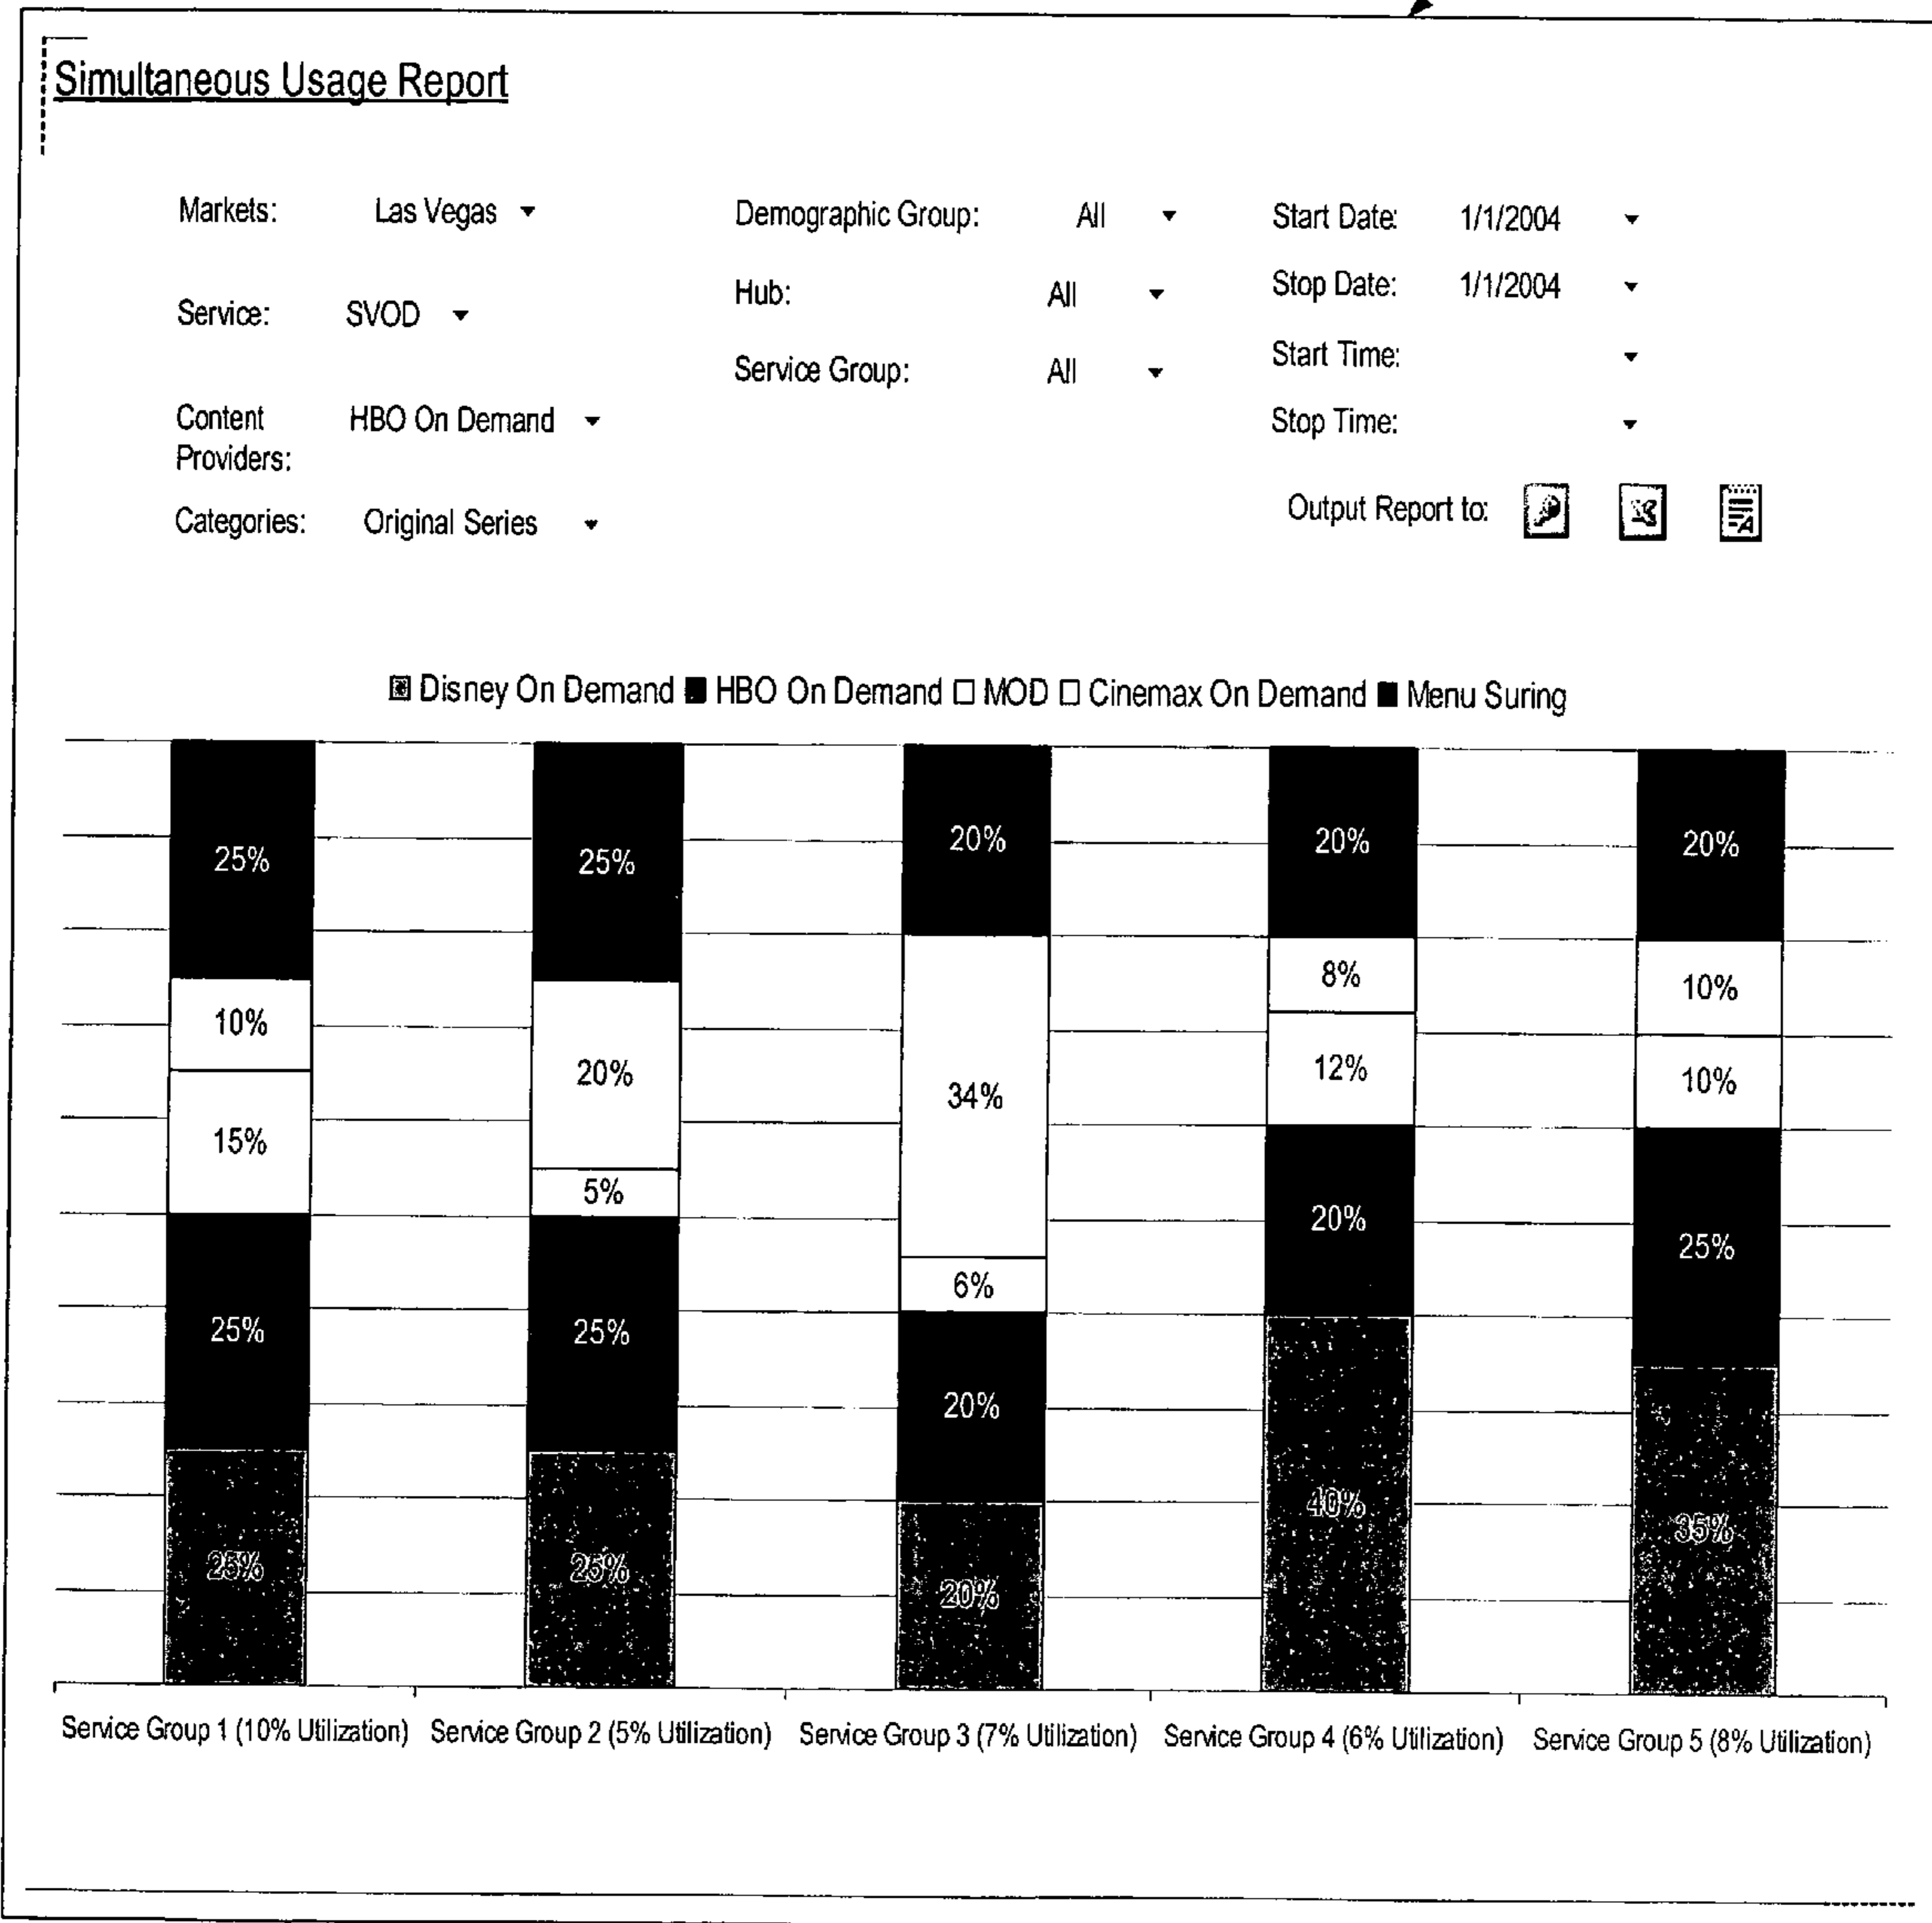 Simultaneous Usage Report
Markets: Las Vegas
Demographic Group: All
Start Date: 1/1/2004
Service: SVOD
Hub: All
Stop Date: 1/1/2004
Service Group: All
Start Time:
Content Providers: HBO On Demand
Stop Time:
Categories: Original Series
Output Report to:
Disney On Demand HBO On Demand MOD Cinemax On Demand Menu Suring
25% 25% 20% 20% 20%
10% 20% 34% 8% 10%
15% 5% 6% 12% 10%
25% 25% 20% 20% 25%
25% 25% 20% 40% 35%
Service Group 1 (10% Utilization) Service Group 2 (5% Utilization) Service Group 3 (7% Utilization) Service Group 4 (6% Utilization) Service Group 5 (8% Utilization)